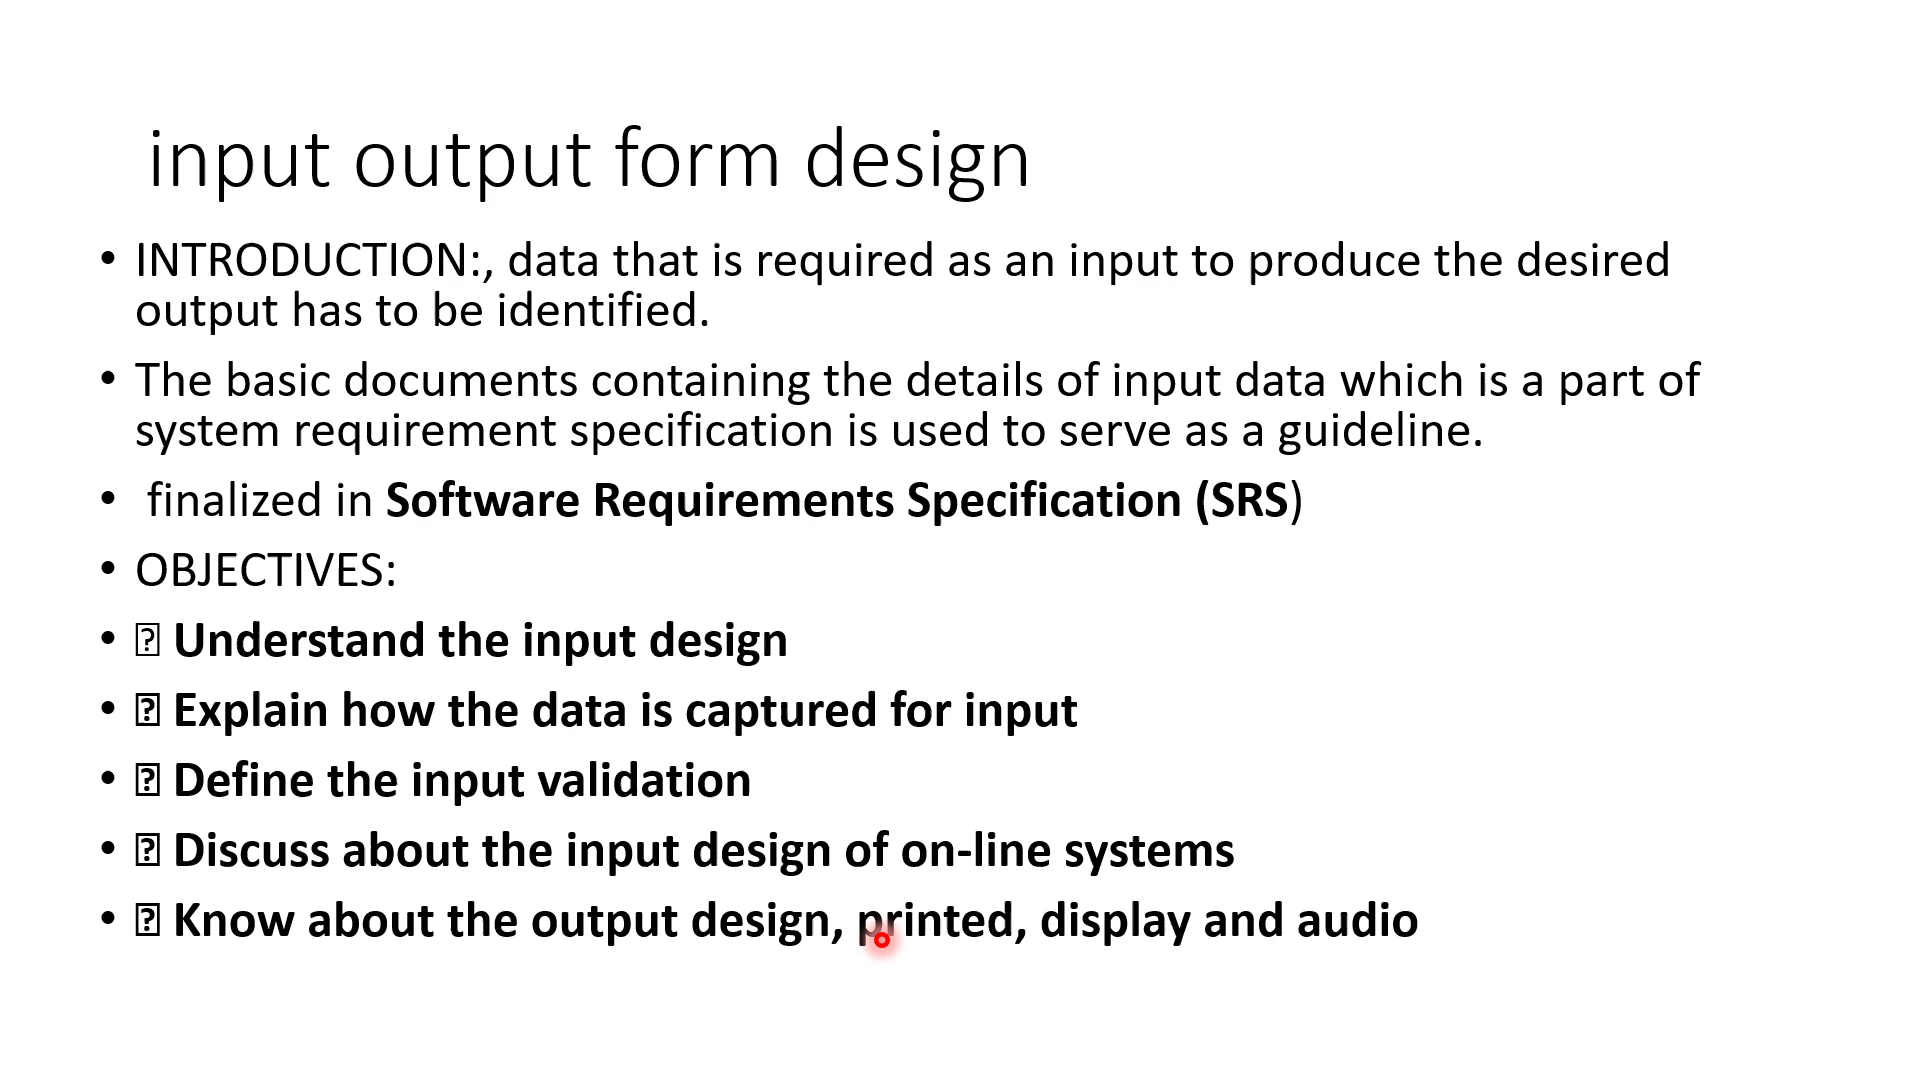 input output form design
• INTRODUCTION:, data that is required as an input to produce the desired
output has to be identified.
• The basic documents containing the details of input data which is a part of
system requirement specification is used to serve as a guideline.
• finalized in Software Requirements Specification (SRS)
• OBJECTIVES:
• ⍰ Understand the input design
• ⍰ Explain how the data is captured for input
• ⍰ Define the input validation
• ⍰ Discuss about the input design of on-line systems
• ⍰ Know about the output design, printed, display and audio